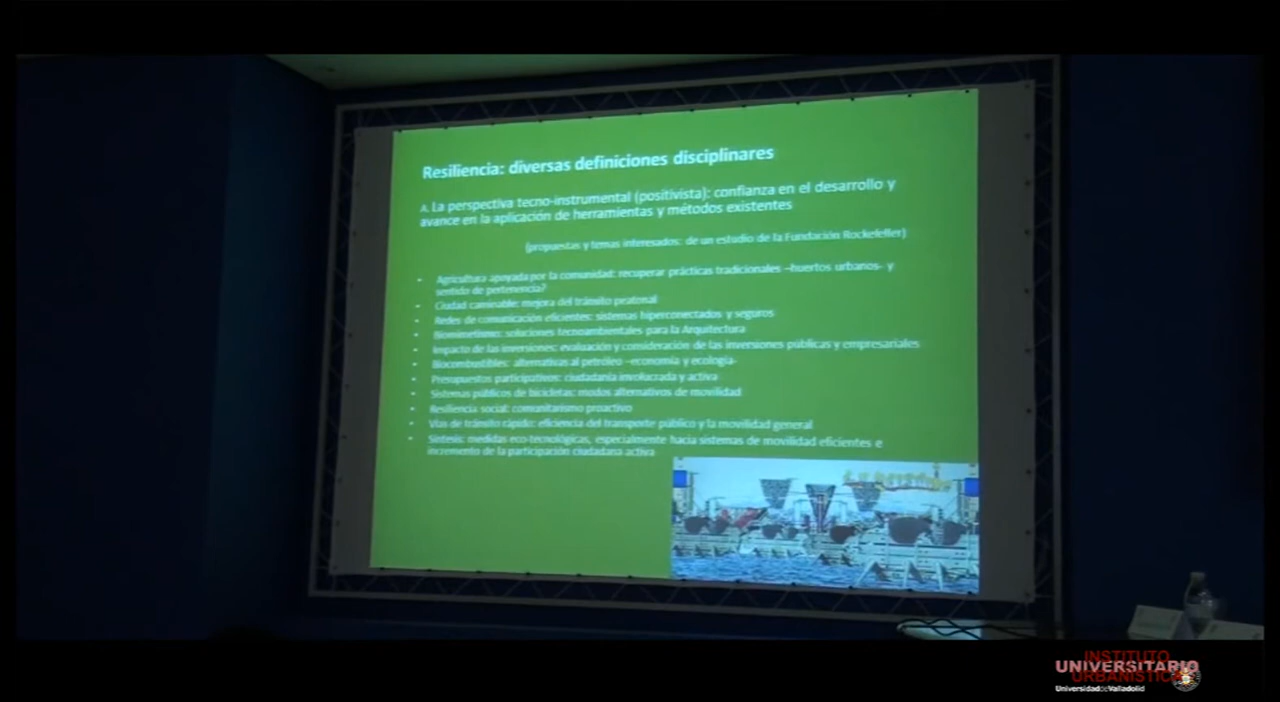 Resiliencia: diversas definiciones disciplinares
A. La perspectiva tecno-instrumental (positivista): confianza en el desarrollo y
avance en la aplicación de herramientas y métodos existentes
(propuestas y temas interesados: de un estudio de la Fundación Rockefeller)
• Agricultura apoyada por la comunidad: recuperar prácticas tradicionales –huertos urbanos- y
sentido de pertenencia?
• Ciudad caminable: mejora del tránsito peatonal
• Redes de comunicación eficientes: sistemas hiperconectados y seguros
• Biomimetismo: soluciones tecnoambientales para la Arquitectura
• Impacto de las inversiones: evaluación y consideración de las inversiones públicas y empresariales
• Biocombustibles: alternativas al petróleo –economía y ecología-
• Presupuestos participativos: ciudadanía involucrada y activa
• Sistemas públicos de bicicletas: modos alternativos de movilidad
• Resiliencia social: comunitarismo proactivo
• Vías de tránsito rápido: eficiencia del transporte público y la movilidad general
• Síntesis: medidas eco-tecnológicas, especialmente hacia sistemas de movilidad eficientes e
incremento de la participación ciudadana activa
INSTITUTO
UNIVERSITARIO
URBANÍSTICA
Universidad de Valladolid